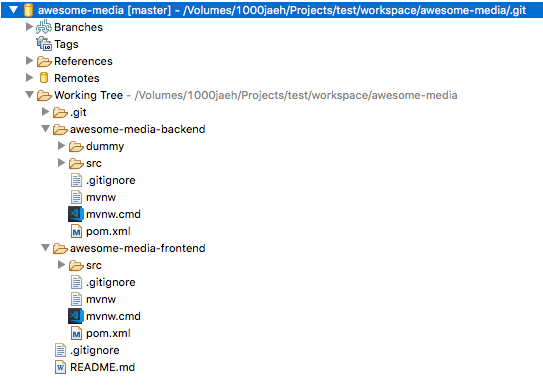 awesome-media [master] - /Volumes/1000jaeh/Projects/test/workspace/awesome-media/.git
Branches
Tags
References
Remotes
Working Tree - /Volumes/1000jaeh/Projects/test/workspace/awesome-media
.git
awesome-media-backend
dummy
src
.gitignore
mvnw
mvnw.cmd
pom.xml
awesome-media-frontend
src
.gitignore
mvnw
mvnw.cmd
pom.xml
.gitignore
README.md